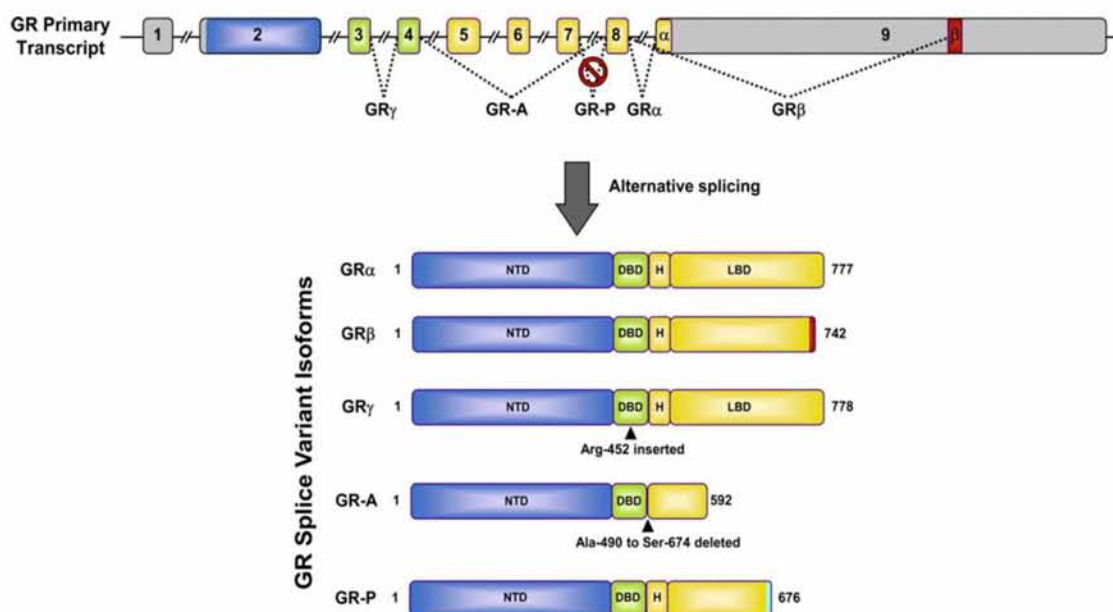 GR Primary
Transcript
1 2 3 4 5 6 7 8 α 9 β
GRγ GR-A GR-P GRα GRβ
Alternative splicing
GR Splice Variant Isoforms
GRα 1 NTD DBD H LBD 777
GRβ 1 NTD DBD H 742
GRγ 1 NTD DBD H LBD 778
Arg-452 inserted
GR-A 1 NTD DBD 592
Ala-490 to Ser-674 deleted
GR-P 1 NTD DBD H 676